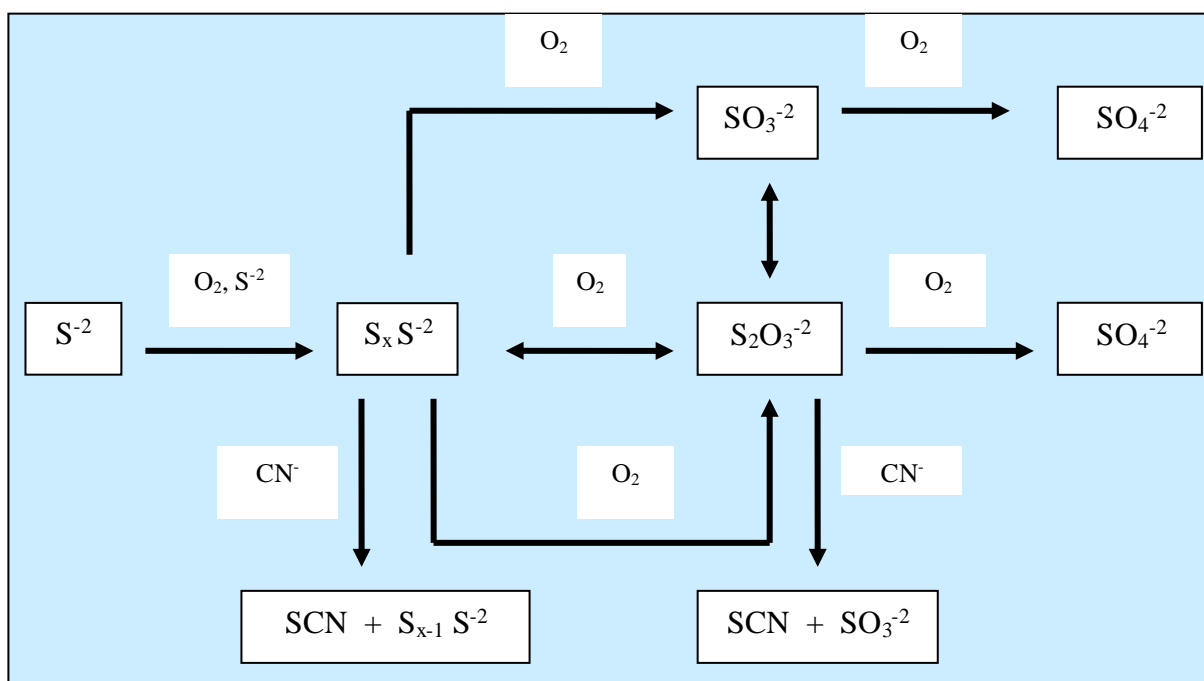 O₂
O₂
SO₃⁻²
SO₄⁻²
O₂, S⁻²
O₂
O₂
S⁻²
SₓS⁻²
S₂O₃⁻²
SO₄⁻²
CN⁻
O₂
CN⁻
SCN + Sₓ₋₁ S⁻²
SCN + SO₃⁻²